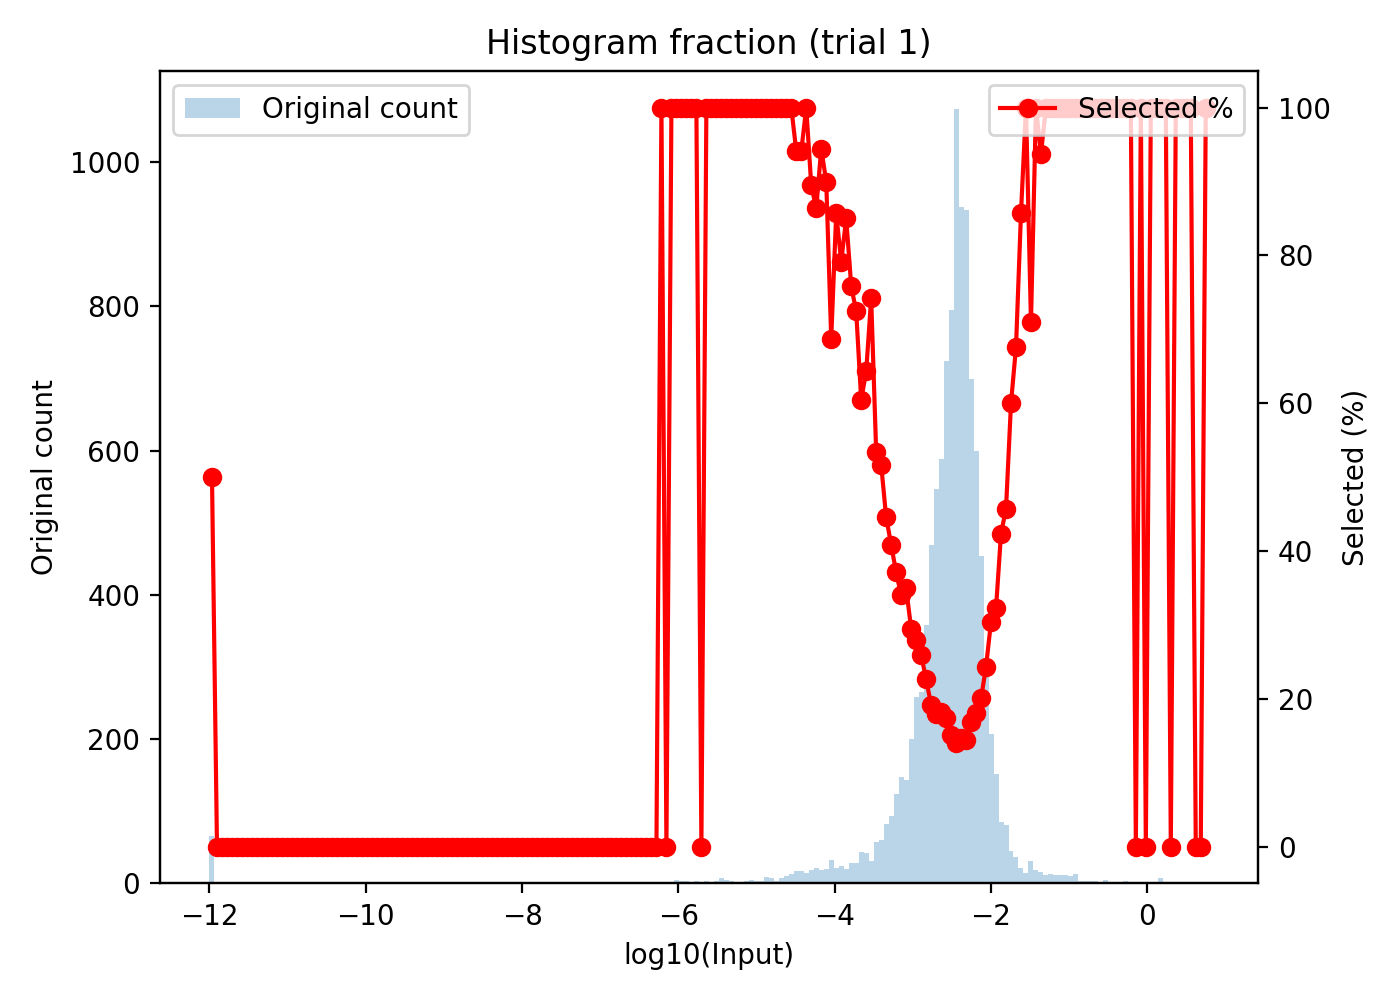 Histogram fraction (trial 1)
Original count
Selected %
1000
800
600
400
200
0
Original count
100
80
60
40
20
0
Selected (%)
−12 −10 −8 −6 −4 −2 0
log10(Input)